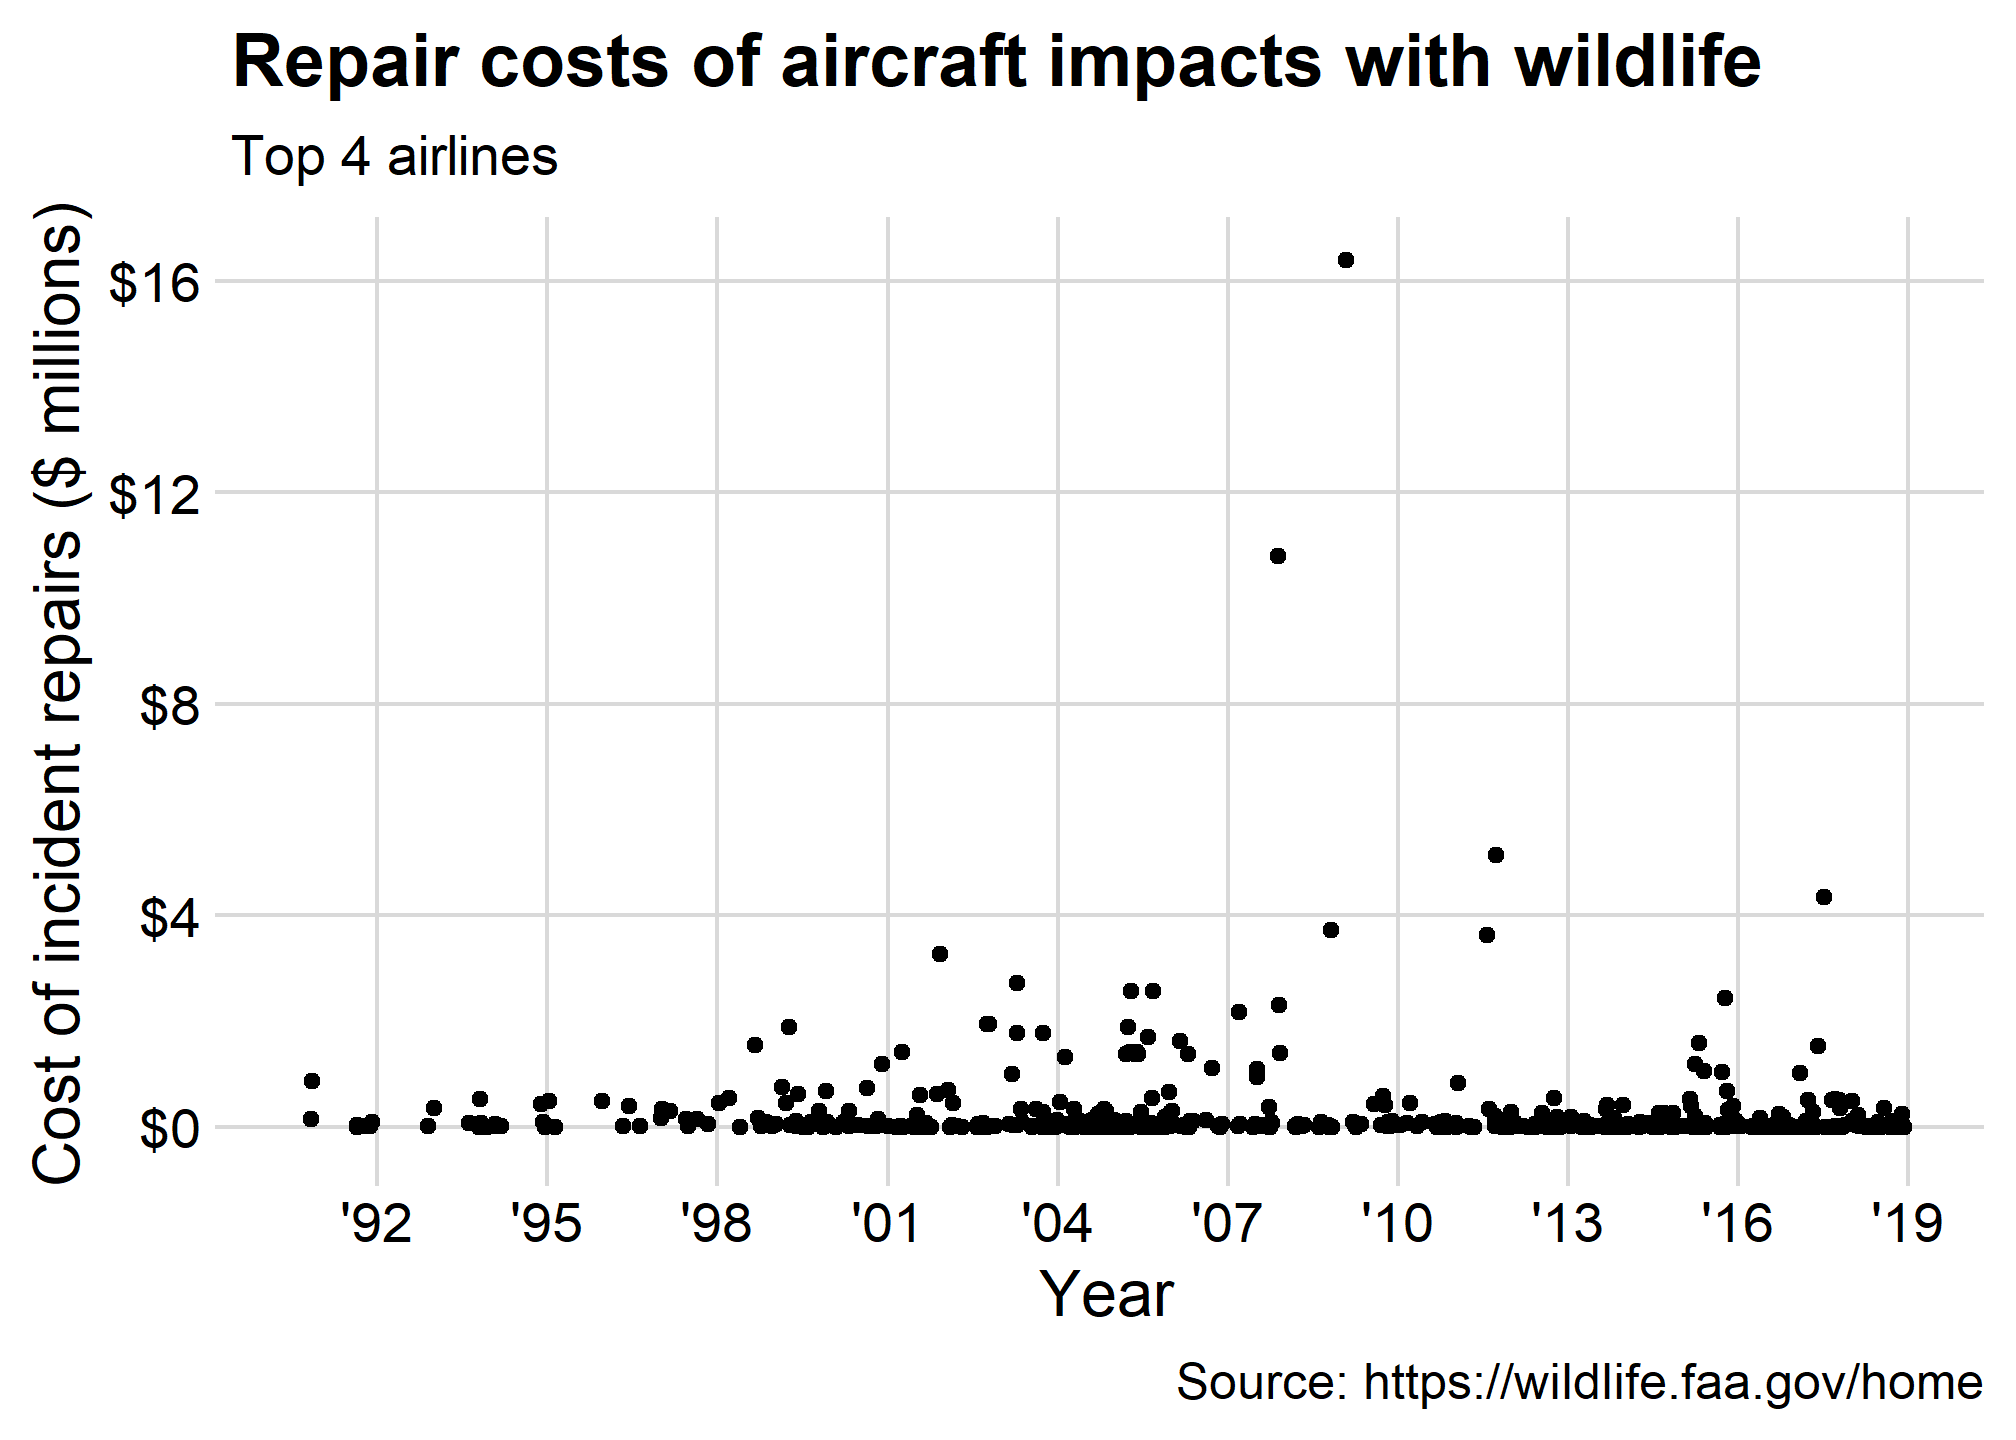 Repair costs of aircraft impacts with wildlife
Top 4 airlines
Cost of incident repairs ($ millions)
$16
$12
$8
$4
$0
'92 '95 '98 '01 '04 '07 '10 '13 '16 '19
Year
Source: https://wildlife.faa.gov/home